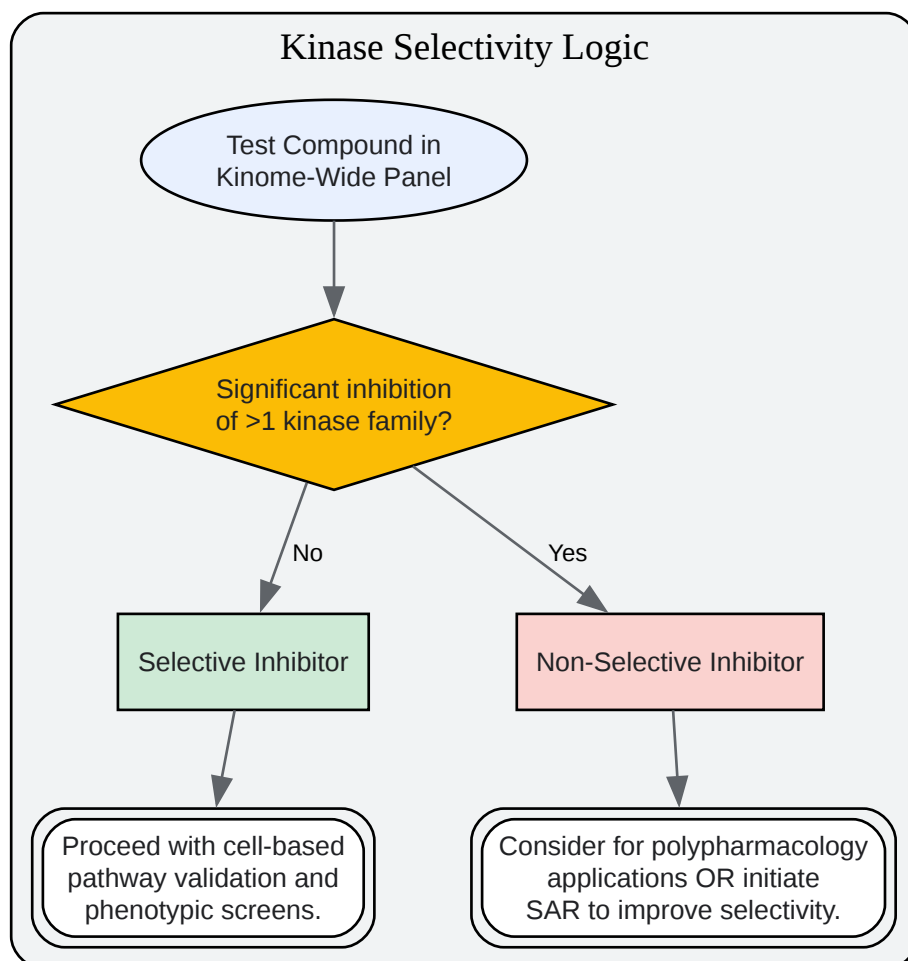 Kinase Selectivity Logic
Test Compound in
Kinome-Wide Panel
Significant inhibition
of >1 kinase family?
No
Yes
Selective Inhibitor
Non-Selective Inhibitor
Proceed with cell-based
pathway validation and
phenotypic screens.
Consider for polypharmacology
applications OR initiate
SAR to improve selectivity.